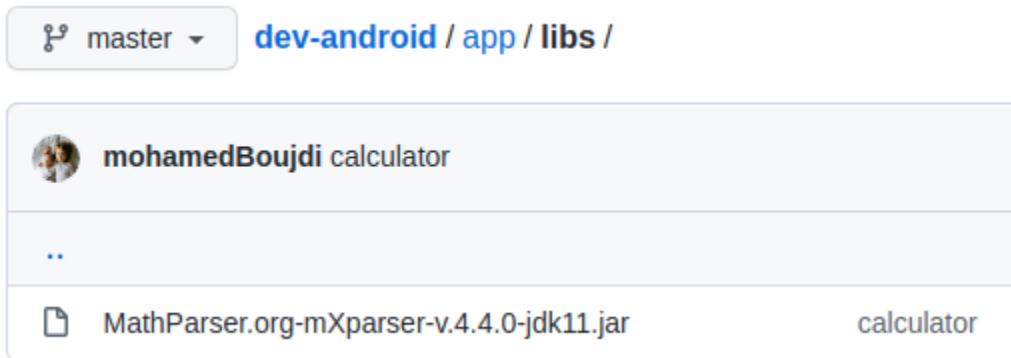 master dev-android / app / libs /
mohamedBoujdi calculator
..
MathParser.org-mXparser-v.4.4.0-jdk11.jar calculator